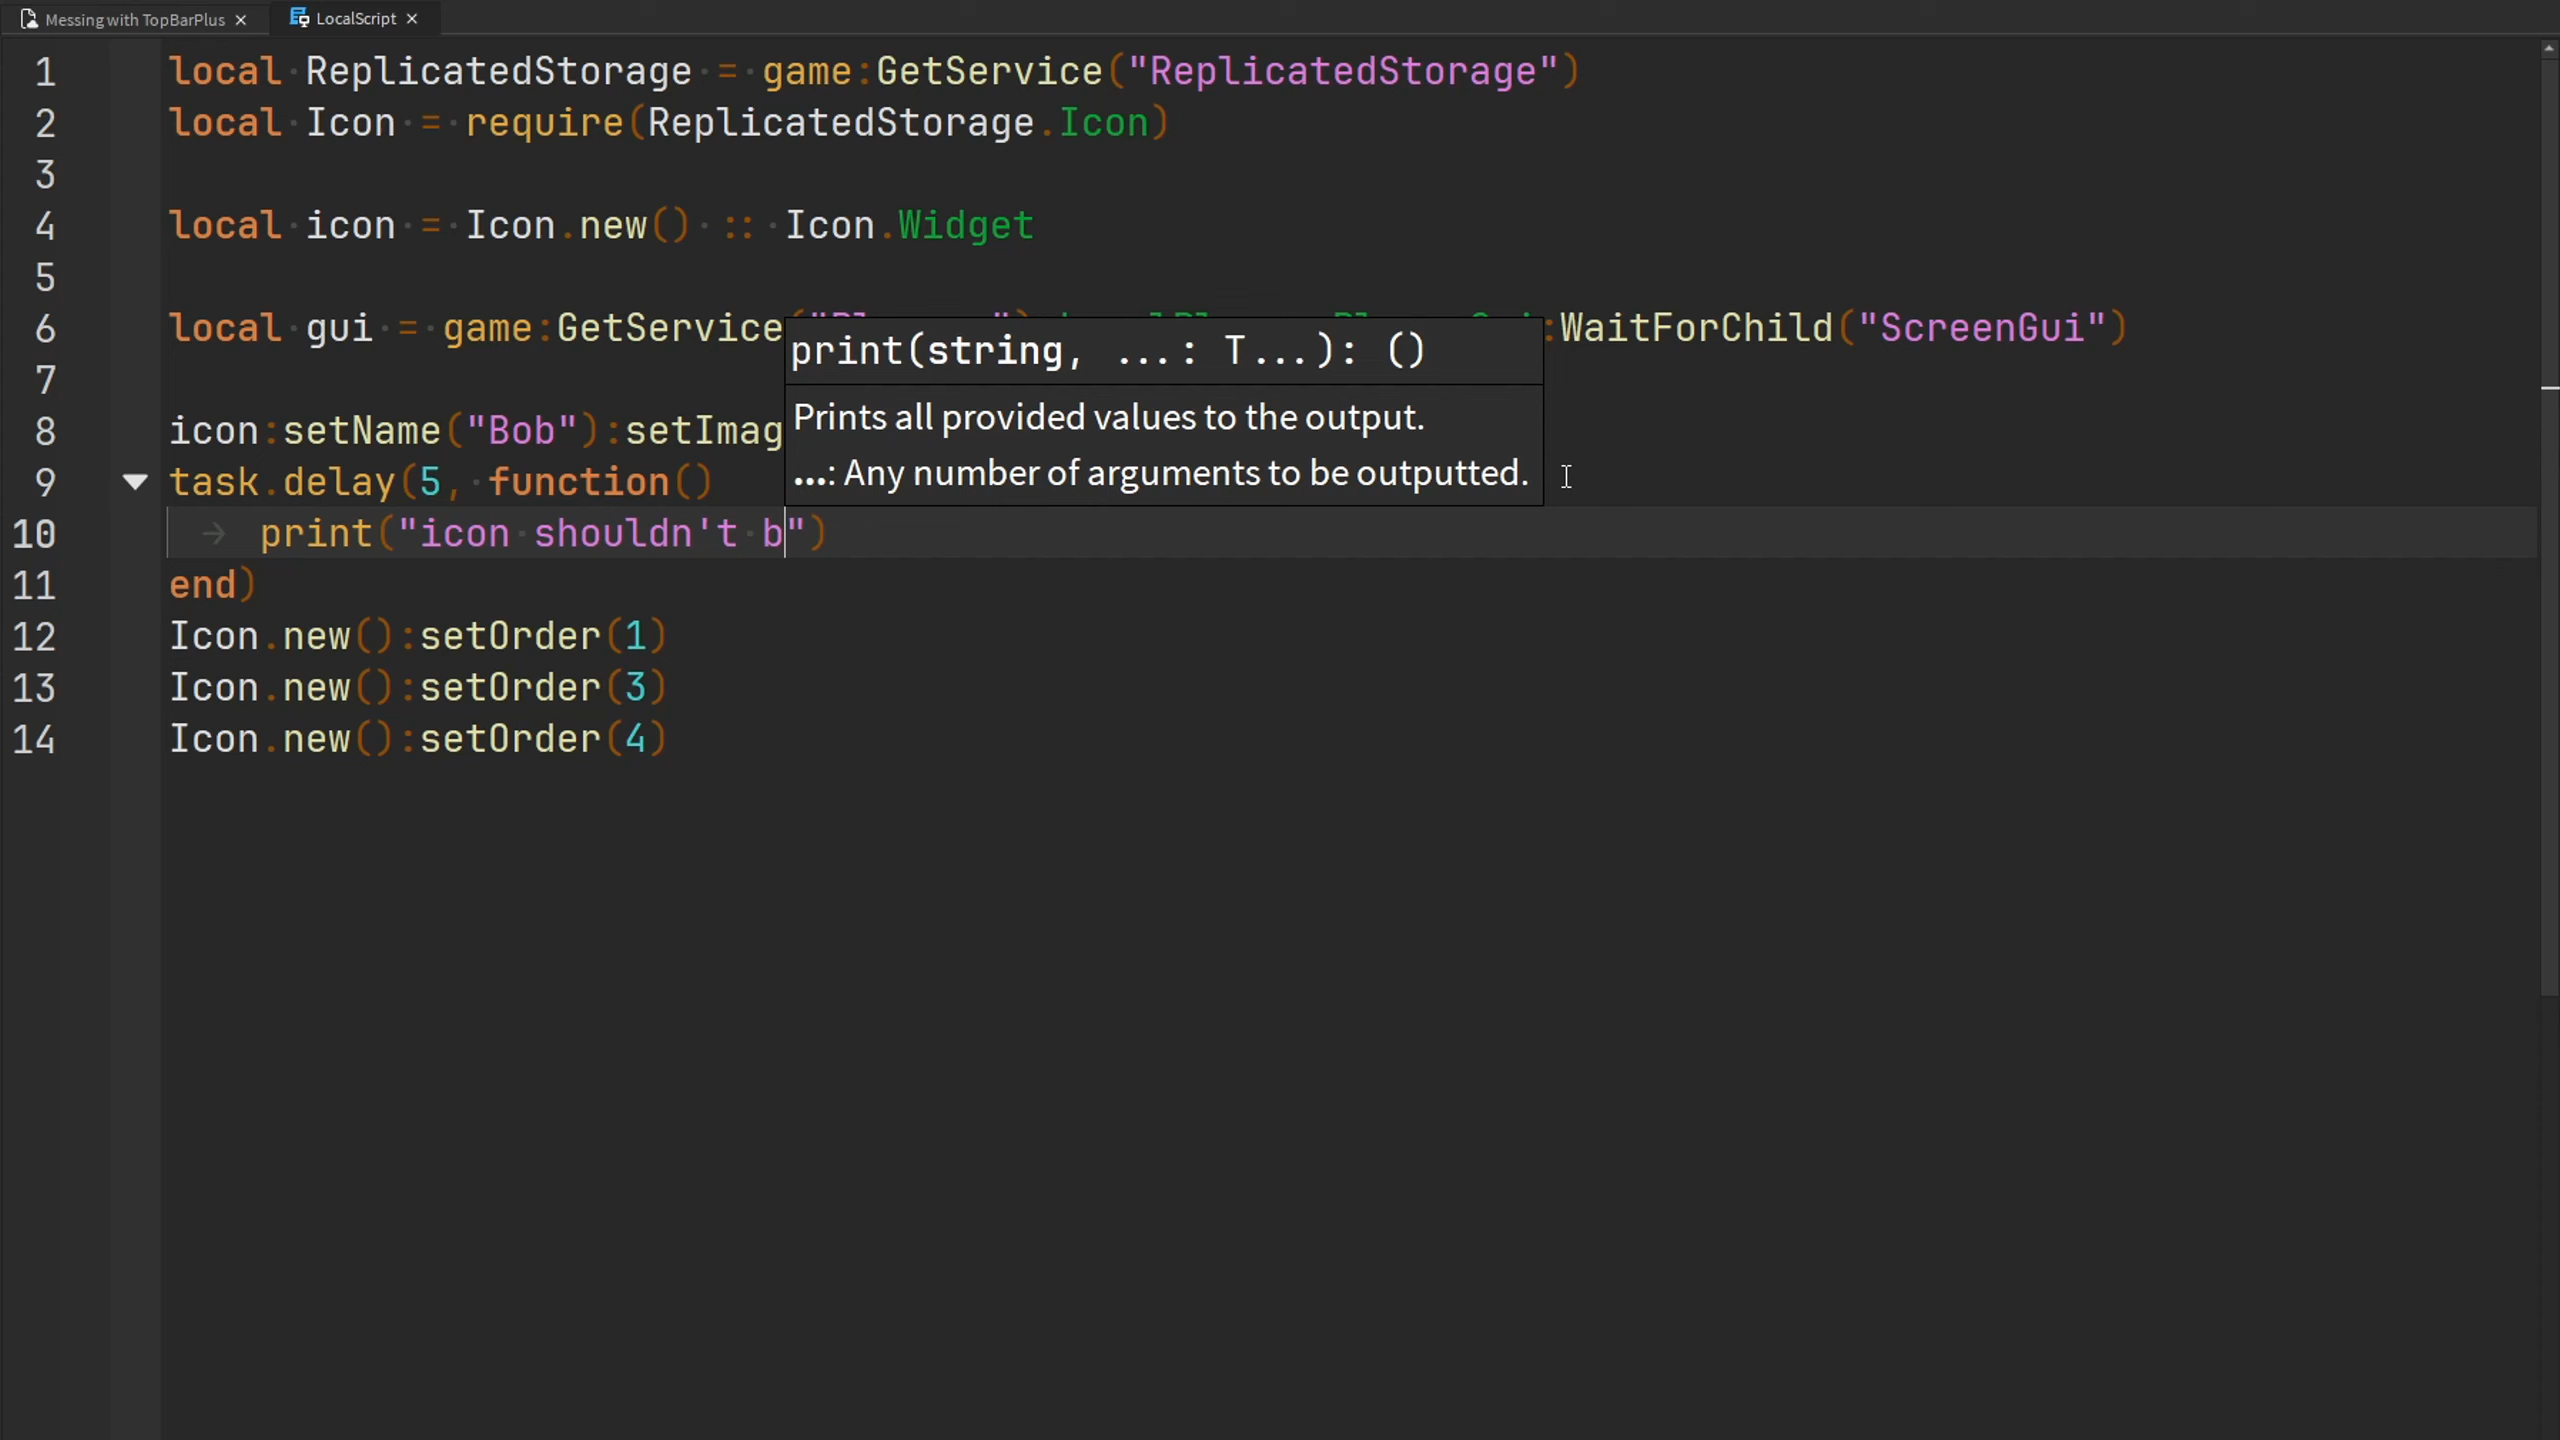 Messing with TopBarPlus
LocalScript
1 local ReplicatedStorage = game:GetService("ReplicatedStorage")
2 local Icon = require(ReplicatedStorage.Icon)
3
4 local icon = Icon.new() :: Icon.Widget
5
6 local gui = game:GetService :WaitForChild("ScreenGui")
print(string, ...: T...): ()
7
Prints all provided values to the output.
8 icon:setName("Bob"):setImag
...: Any number of arguments to be outputted.
9 task.delay(5, function()
10 print("icon shouldn't b")
11 end)
12 Icon.new():setOrder(1)
13 Icon.new():setOrder(3)
14 Icon.new():setOrder(4)